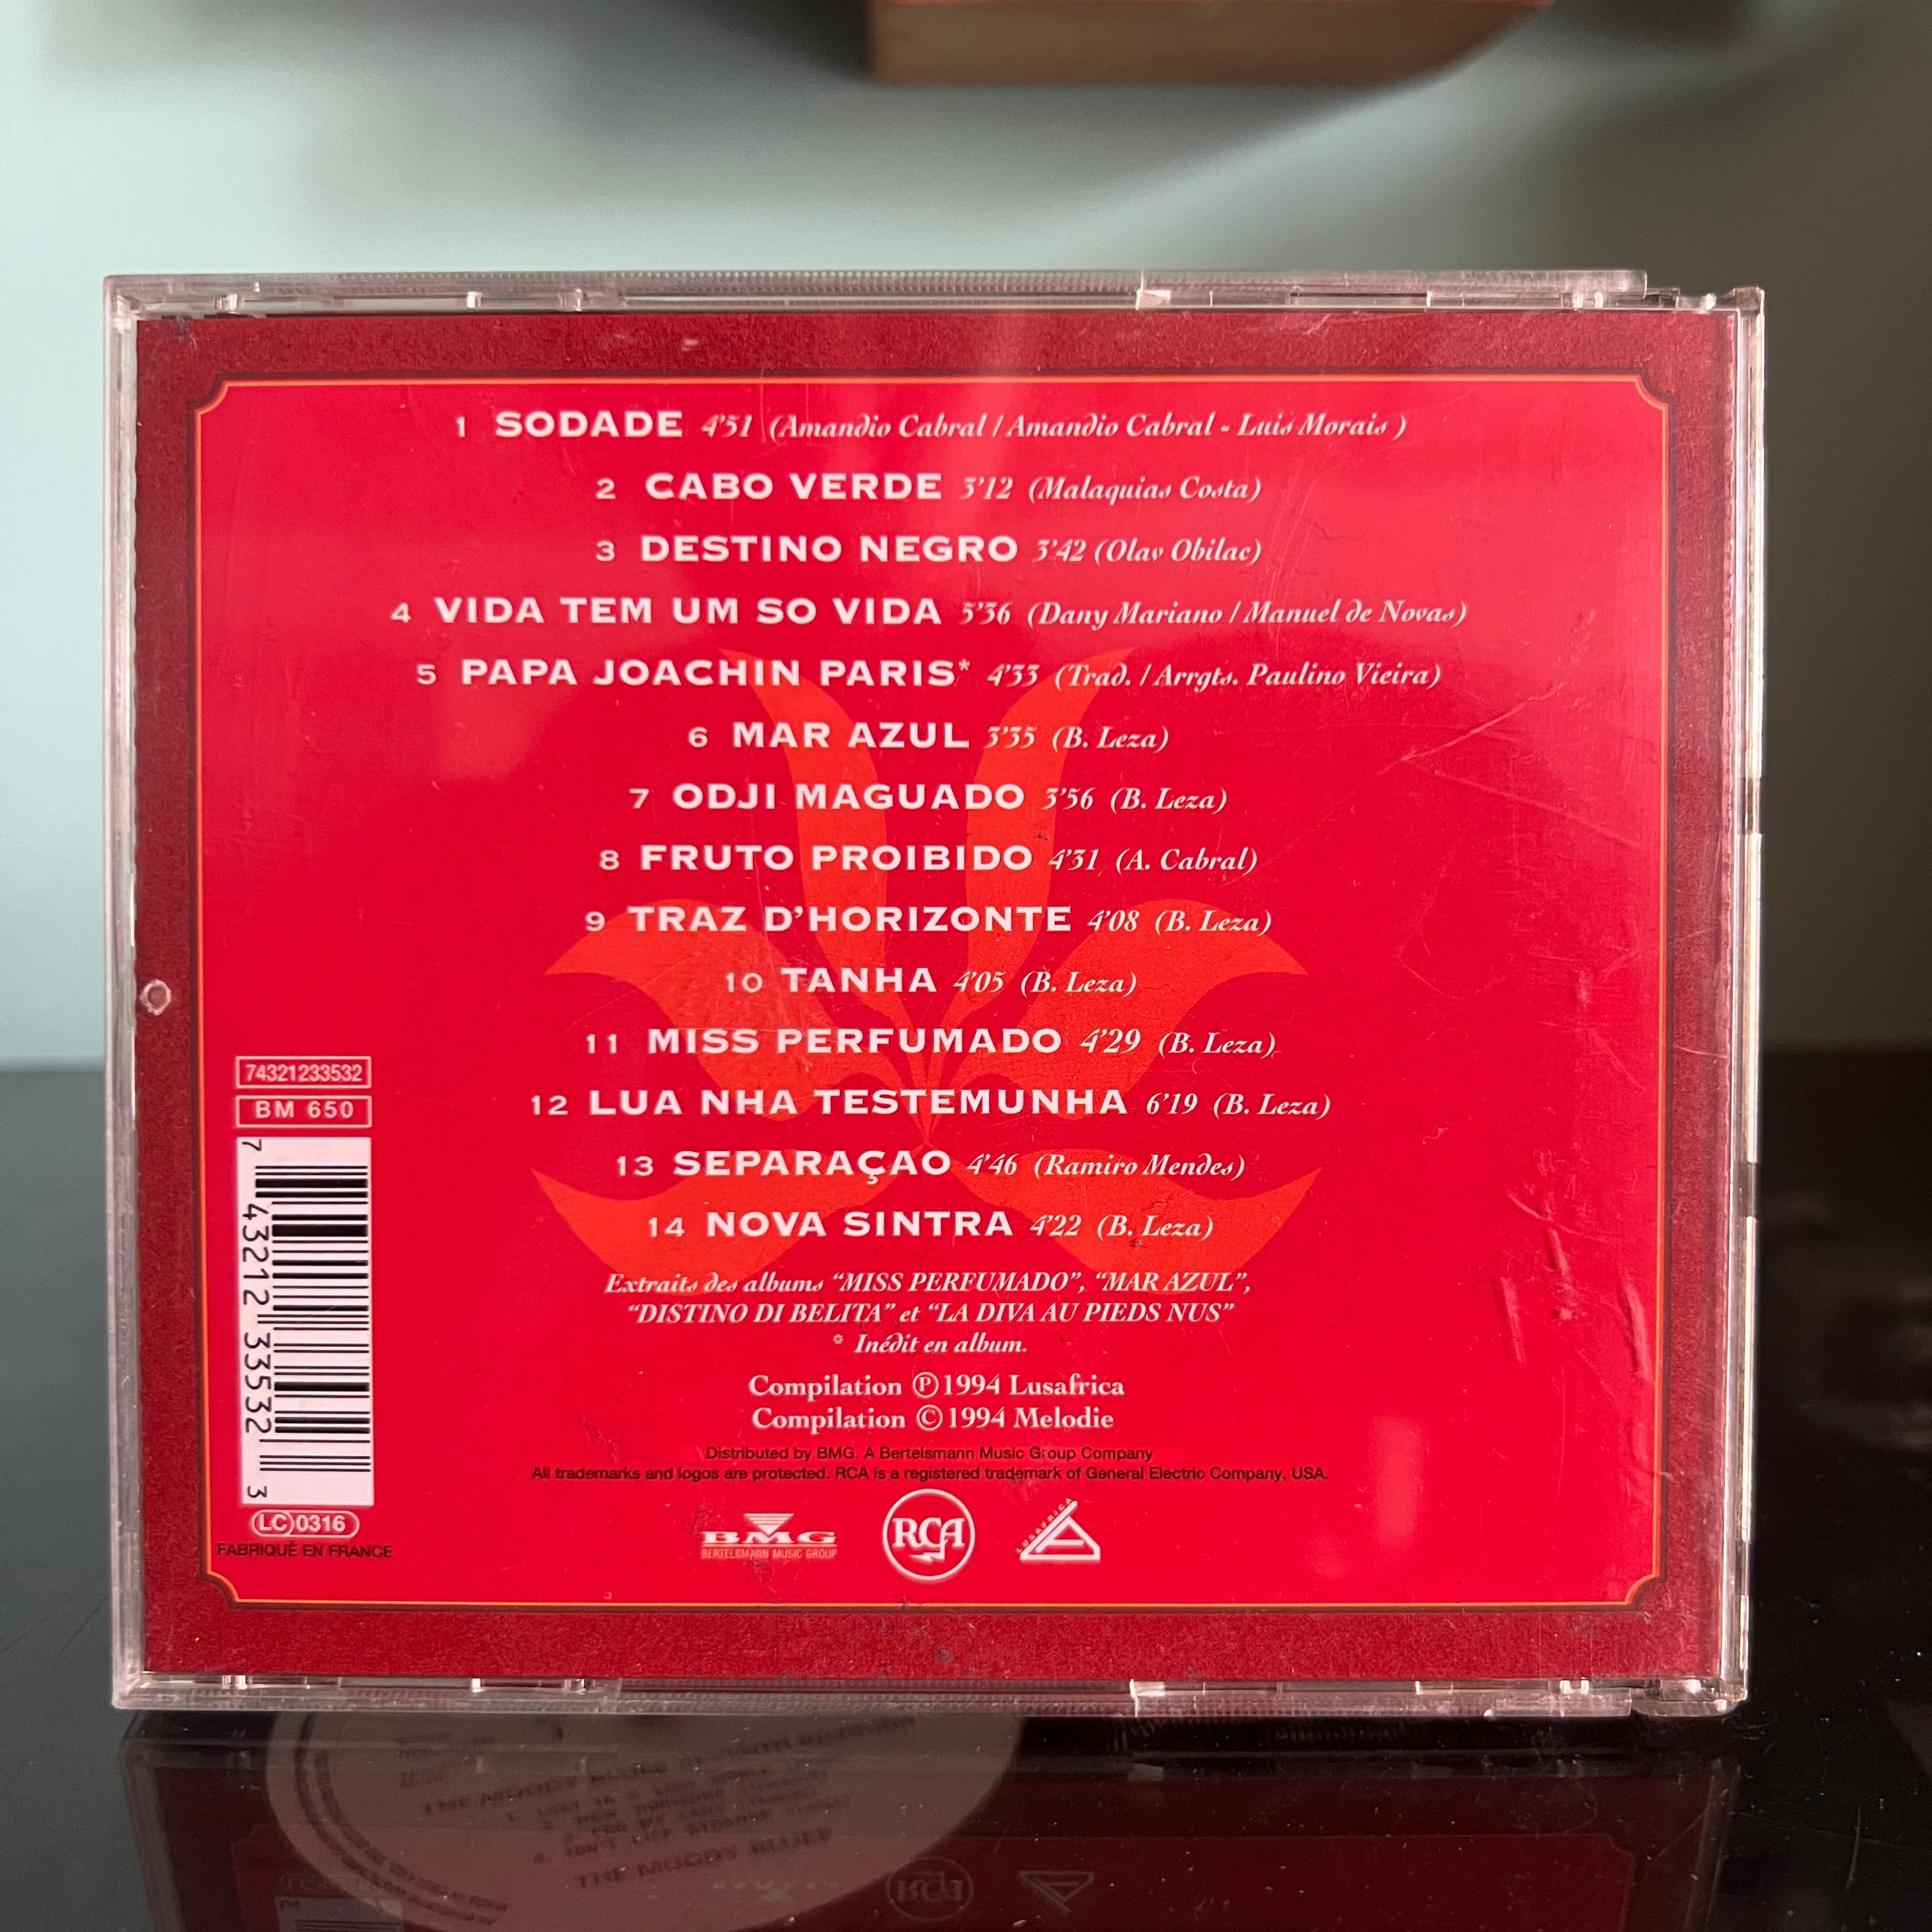 1 SODADE 4'51 (Amandio Cabral / Amandio Cabral - Luis Morais )
2 CABO VERDE 3'12 (Malaquias Costa)
3 DESTINO NEGRO 3'42 (Olav Obilac)
4 VIDA TEM UM SO VIDA 5'36 (Dany Mariano / Manuel de Novas)
5 PAPA JOACHIN PARIS* 4'33 (Trad. / Arrgts. Paulino Vieira)
6 MAR AZUL 3'35 (B. Leza)
7 ODJI MAGUADO 3'56 (B. Leza)
8 FRUTO PROIBIDO 4'31 (A. Cabral)
9 TRAZ D'HORIZONTE 4'08 (B. Leza)
10 TANHA 4'05 (B. Leza)
11 MISS PERFUMADO 4'29 (B. Leza)
12 LUA NHA TESTEMUNHA 6'19 (B. Leza)
13 SEPARAÇAO 4'46 (Ramiro Mendes)
14 NOVA SINTRA 4'22 (B. Leza)
Extraits des albums “MISS PERFUMADO”, “MAR AZUL”,
“DISTINO DI BELITA” et “LA DIVA AU PIEDS NUS”
* Inédit en album.
Compilation ℗1994 Lusafrica
Compilation ©1994 Melodie
Distributed by BMG. A Bertelsmann Music Group Company
All trademarks and logos are protected. RCA is a registered trademark of General Electric Company, USA.
74321233532
BM 650
7 43212 33532 3
LC 0316
FABRIQUÉ EN FRANCE
BMG
BERTELSMANN MUSIC GROUP
RCA
LUSAFRICA
THE MOODY BLUES